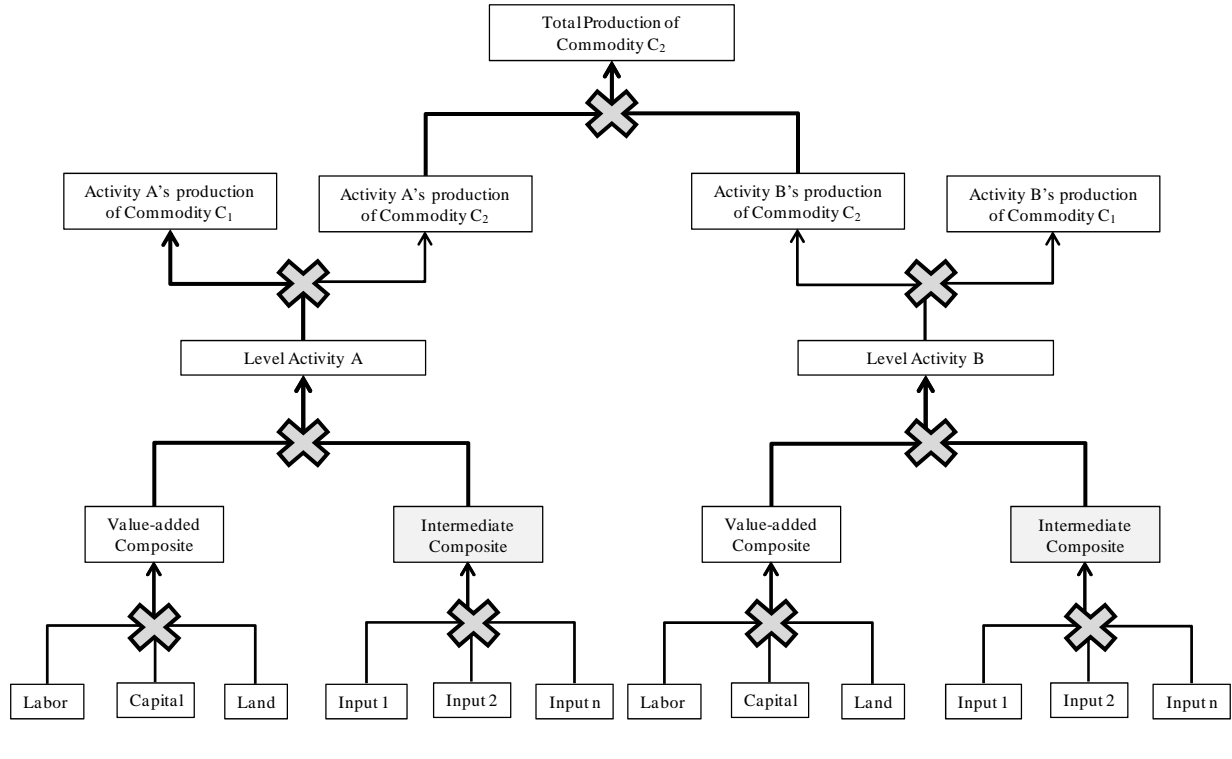 Total Production of
Commodity C₂
Activity A's production
of Commodity C₁
Activity A's production
of Commodity C₂
Activity B's production
of Commodity C₂
Activity B's production
of Commodity C₁
Level Activity A
Level Activity B
Value-added
Composite
Intermediate
Composite
Value-added
Composite
Intermediate
Composite
Labor
Capital
Land
Input 1
Input 2
Input n
Labor
Capital
Land
Input 1
Input 2
Input n